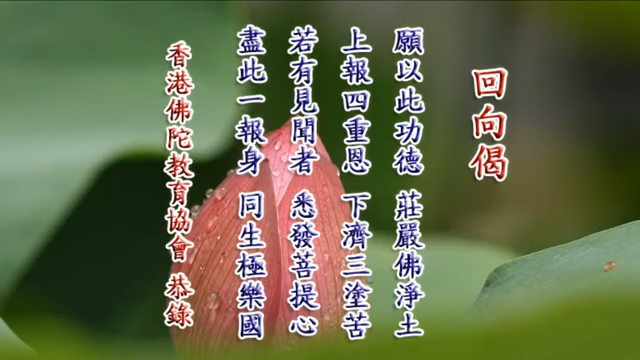 回向偈
願以此功德 莊嚴佛淨土
上報四重恩 下濟三塗苦
若有見聞者 悉發菩提心
盡此一報身 同生極樂國
香港佛陀教育協會 恭錄